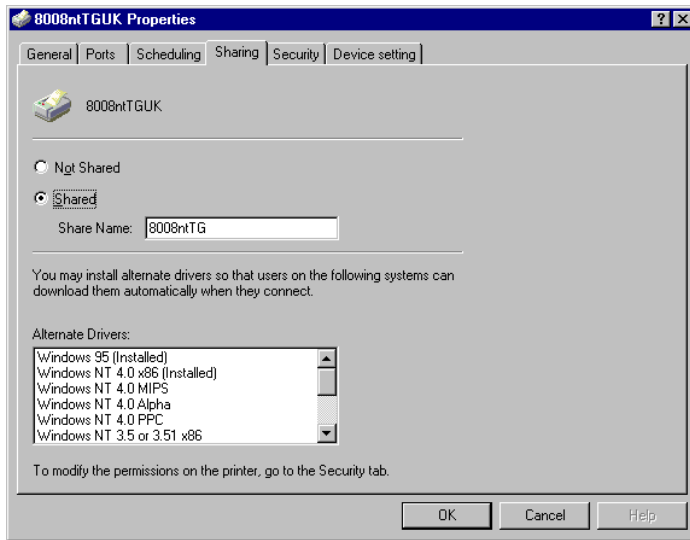 8008ntTGUK Properties
General Ports Scheduling Sharing Security Device setting
8008ntTGUK
Not Shared
Shared
Share Name: 8008ntTG
You may install alternate drivers so that users on the following systems can
download them automatically when they connect.
Alternate Drivers:
Windows 95 (Installed)
Windows NT 4.0 x86 (Installed)
Windows NT 4.0 MIPS
Windows NT 4.0 Alpha
Windows NT 4.0 PPC
Windows NT 3.5 or 3.51 x86
To modify the permissions on the printer, go to the Security tab.
OK Cancel Help